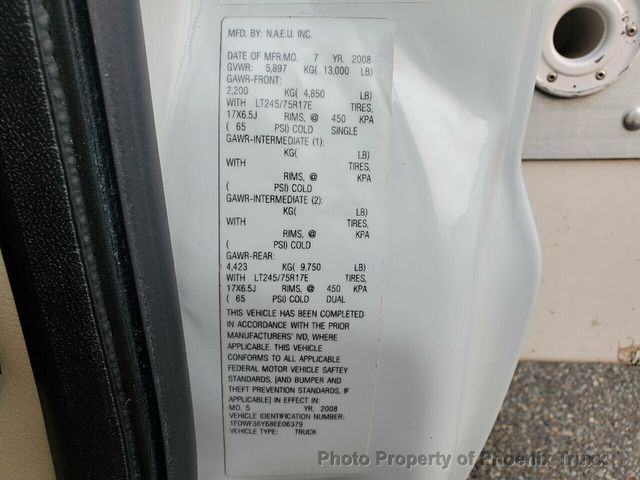 MFD. BY: N.A.E.U. INC.
DATE OF MFR:MO. 7 YR. 2008
GVWR: 5,897 KG( 13,000 LB)
GAWR-FRONT:
2,200 KG( 4,850 LB)
WITH LT245/75R17E TIRES,
17X6.5J RIMS, @ 450 KPA
( 65 PSI) COLD SINGLE
GAWR-INTERMEDIATE (1):
KG( LB)
WITH TIRES,
RIMS, @ KPA
( PSI) COLD
GAWR-INTERMEDIATE (2):
KG( LB)
WITH TIRES,
RIMS, @ KPA
( PSI) COLD
GAWR-REAR:
4,423 KG( 9,750 LB)
WITH LT245/75R17E TIRES,
17X6.5J RIMS, @ 450 KPA
( 65 PSI) COLD DUAL
THIS VEHICLE HAS BEEN COMPLETED
IN ACCORDANCE WITH THE PRIOR
MANUFACTURERS' IVD, WHERE
APPLICABLE. THIS VEHICLE
CONFORMS TO ALL APPLICABLE
FEDERAL MOTOR VEHICLE SAFTEY
STANDARDS, [AND BUMPER AND
THEFT PREVENTION STANDARDS, IF
APPLICABLE] IN EFFECT IN:
MO. 5 YR. 2008
VEHICLE IDENTIFICATION NUMBER:
1FDWF36Y68EE06379
VEHICLE TYPE: TRUCK
Photo Property of Phoenix Truxx